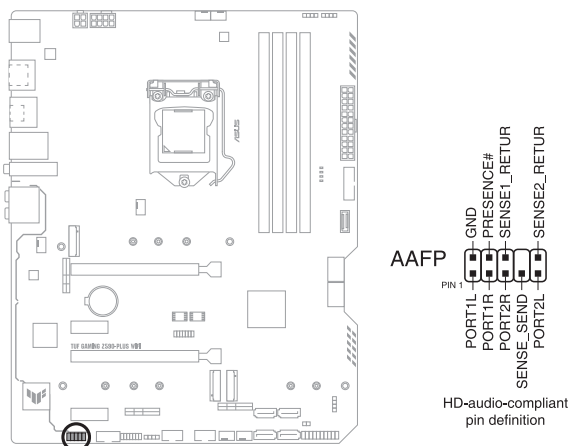 /ISUS
TUF GAMING Z590-PLUS WIFI
AAFP
PIN 1
GND
PRESENCE#
SENSE1_RETUR
SENSE2_RETUR
PORT1L
PORT1R
PORT2R
SENSE_SEND
PORT2L
HD-audio-compliant
pin definition